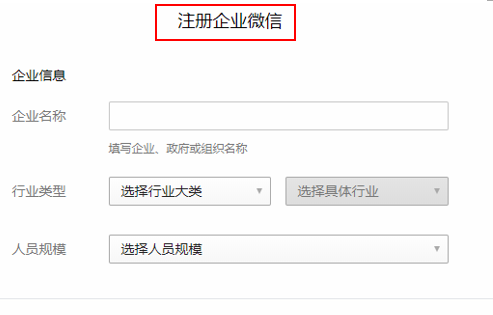 注册企业微信
企业信息
企业名称
填写企业、政府或组织名称
行业类型 选择行业大类 选择具体行业
人员规模 选择人员规模